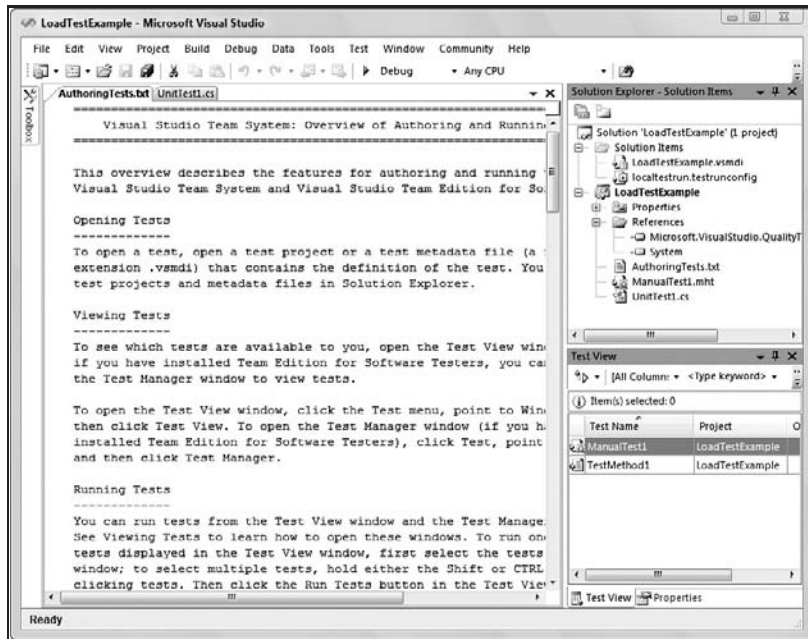 LoadTestExample - Microsoft Visual Studio
File Edit View Project Build Debug Data Tools Test Window Community Help
Debug Any CPU
Toolbox
AuthoringTests.txt UnitTest1.cs
================================================================
Visual Studio Team System: Overview of Authoring and Runnin
================================================================
This overview describes the features for authoring and running
Visual Studio Team System and Visual Studio Team Edition for So
Opening Tests
-------------
To open a test, open a test project or a test metadata file (a
extension .vsmdi) that contains the definition of the test. You
test projects and metadata files in Solution Explorer.
Viewing Tests
-------------
To see which tests are available to you, open the Test View win
if you have installed Team Edition for Software Testers, you ca
the Test Manager window to view tests.
To open the Test View window, click the Test menu, point to Win
then click Test View. To open the Test Manager window (if you h
installed Team Edition for Software Testers), click Test, point
and then click Test Manager.
Running Tests
-------------
You can run tests from the Test View window and the Test Manage
See Viewing Tests to learn how to open these windows. To run on
tests displayed in the Test View window, first select the tests
window; to select multiple tests, hold either the Shift or CTRL
clicking tests. Then click the Run Tests button in the Test Vie
Solution Explorer - Solution Items
Solution 'LoadTestExample' (1 project)
Solution Items
LoadTestExample.vsmdi
localtestrun.testrunconfig
LoadTestExample
Properties
References
Microsoft.VisualStudio.QualityT
System
AuthoringTests.txt
ManualTest1.mht
UnitTest1.cs
Test View
[All Column: <Type keyword>
Item(s) selected: 0
Test Name Project O
ManualTest1 LoadTestExample
TestMethod1 LoadTestExample
Test View Properties
Ready